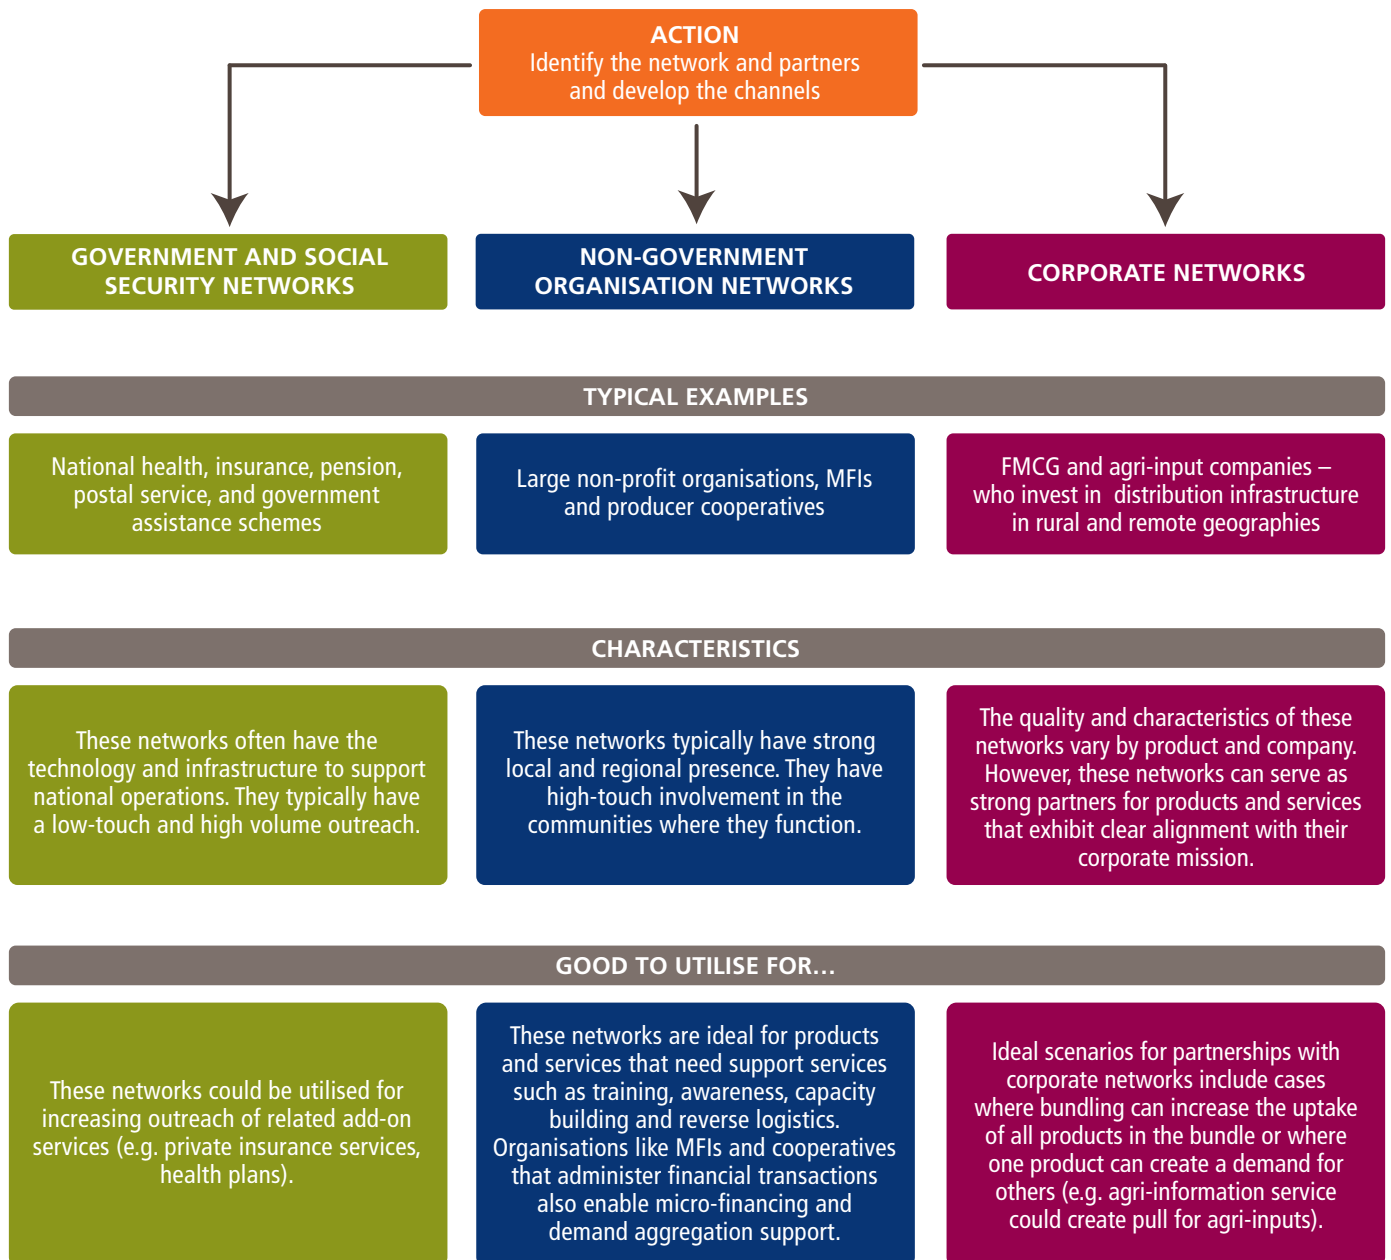 ACTION
Identify the network and partners
and develop the channels
GOVERNMENT AND SOCIAL
SECURITY NETWORKS
NON-GOVERNMENT
ORGANISATION NETWORKS
CORPORATE NETWORKS
TYPICAL EXAMPLES
National health, insurance, pension,
postal service, and government
assistance schemes
Large non-profit organisations, MFIs
and producer cooperatives
FMCG and agri-input companies –
who invest in distribution infrastructure
in rural and remote geographies
CHARACTERISTICS
These networks often have the
technology and infrastructure to support
national operations. They typically have
a low-touch and high volume outreach.
These networks typically have strong
local and regional presence. They have
high-touch involvement in the
communities where they function.
The quality and characteristics of these
networks vary by product and company.
However, these networks can serve as
strong partners for products and services
that exhibit clear alignment with their
corporate mission.
GOOD TO UTILISE FOR…
These networks could be utilised for
increasing outreach of related add-on
services (e.g. private insurance services,
health plans).
These networks are ideal for products
and services that need support services
such as training, awareness, capacity
building and reverse logistics.
Organisations like MFIs and cooperatives
that administer financial transactions
also enable micro-financing and
demand aggregation support.
Ideal scenarios for partnerships with
corporate networks include cases
where bundling can increase the uptake
of all products in the bundle or where
one product can create a demand for
others (e.g. agri-information service
could create pull for agri-inputs).